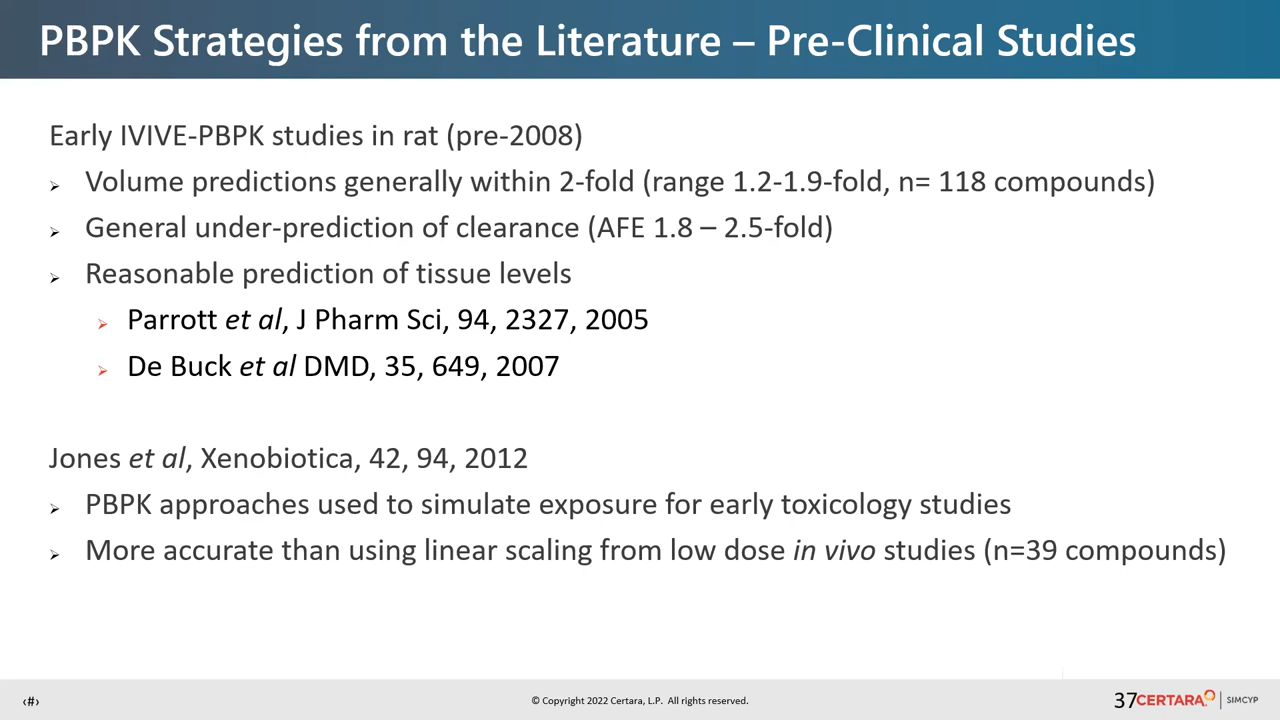 PBPK Strategies from the Literature – Pre-Clinical Studies
Early IVIVE-PBPK studies in rat (pre-2008)
Volume predictions generally within 2-fold (range 1.2-1.9-fold, n= 118 compounds)
General under-prediction of clearance (AFE 1.8 – 2.5-fold)
Reasonable prediction of tissue levels
Parrott et al, J Pharm Sci, 94, 2327, 2005
De Buck et al DMD, 35, 649, 2007
Jones et al, Xenobiotica, 42, 94, 2012
PBPK approaches used to simulate exposure for early toxicology studies
More accurate than using linear scaling from low dose in vivo studies (n=39 compounds)
‹#›
© Copyright 2022 Certara, L.P. All rights reserved.
37
CERTARA | SIMCYP